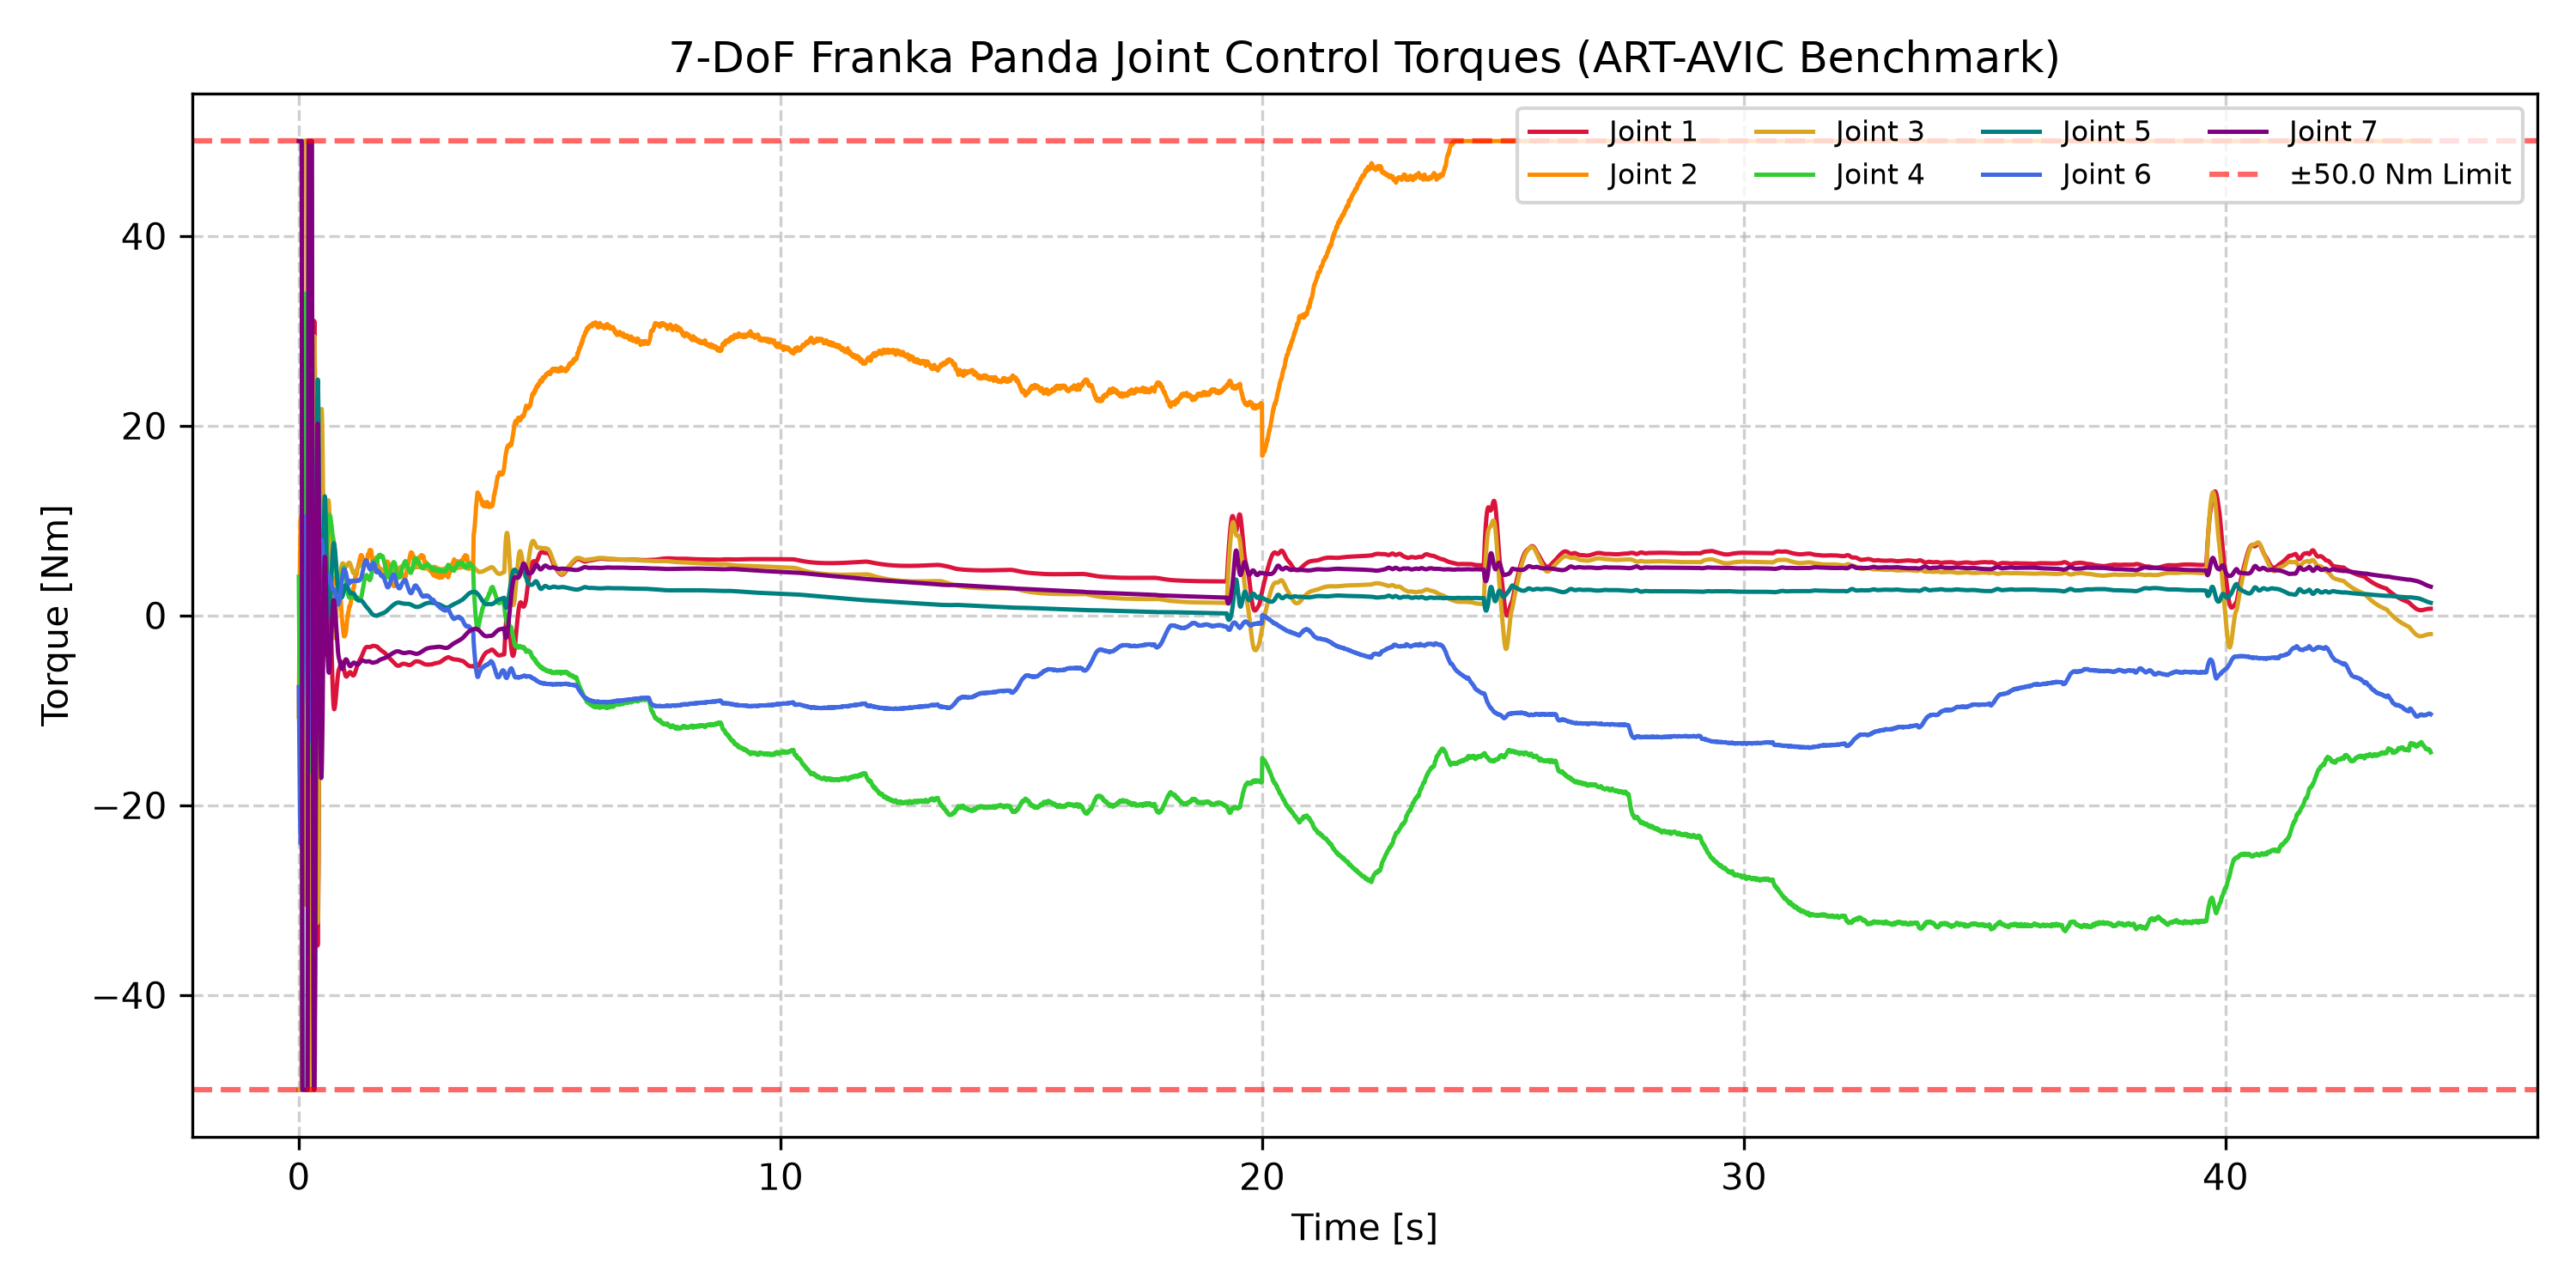 7-DoF Franka Panda Joint Control Torques (ART-AVIC Benchmark)
Joint 1 Joint 3 Joint 5 Joint 7
Joint 2 Joint 4 Joint 6 ±50.0 Nm Limit
Torque [Nm]
40
20
0
−20
−40
0 10 20 30 40
Time [s]